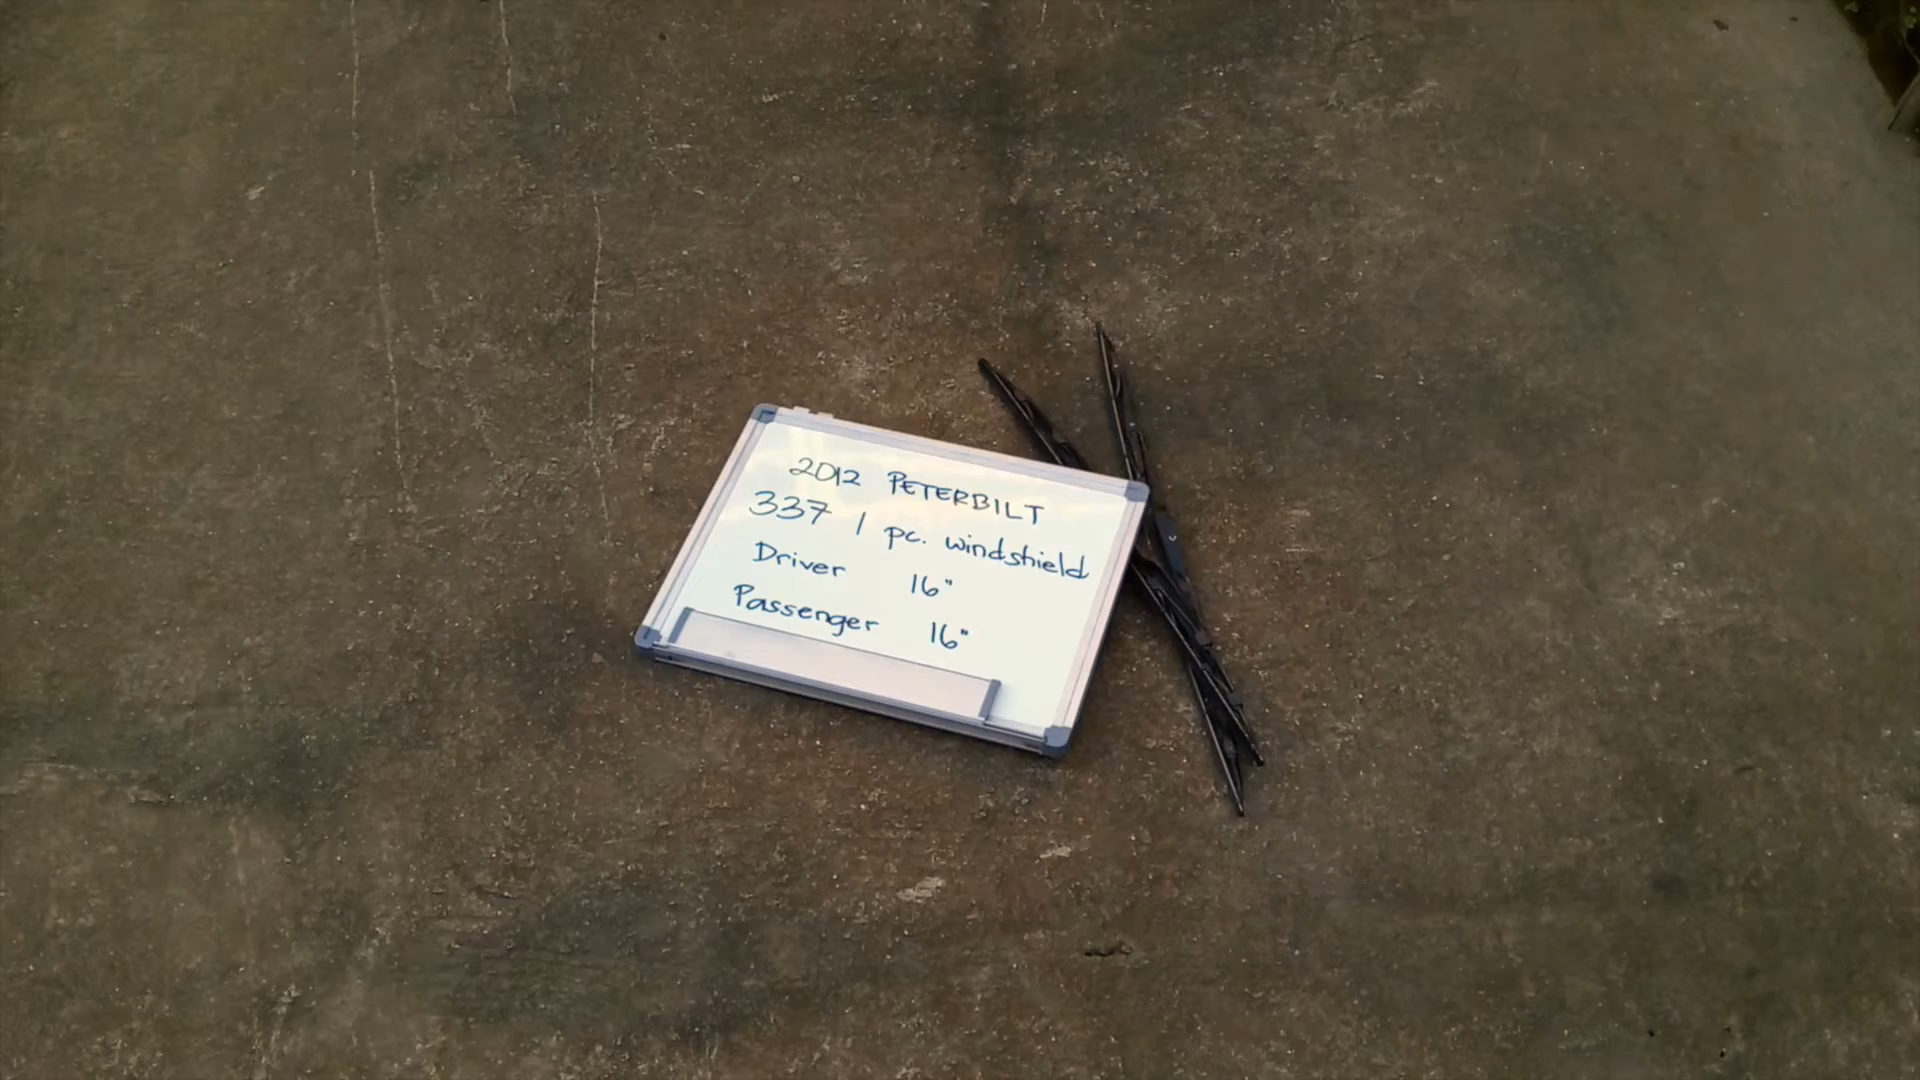 2012 PETERBILT
337 1 pc. windshield
Driver 16"
Passenger 16"